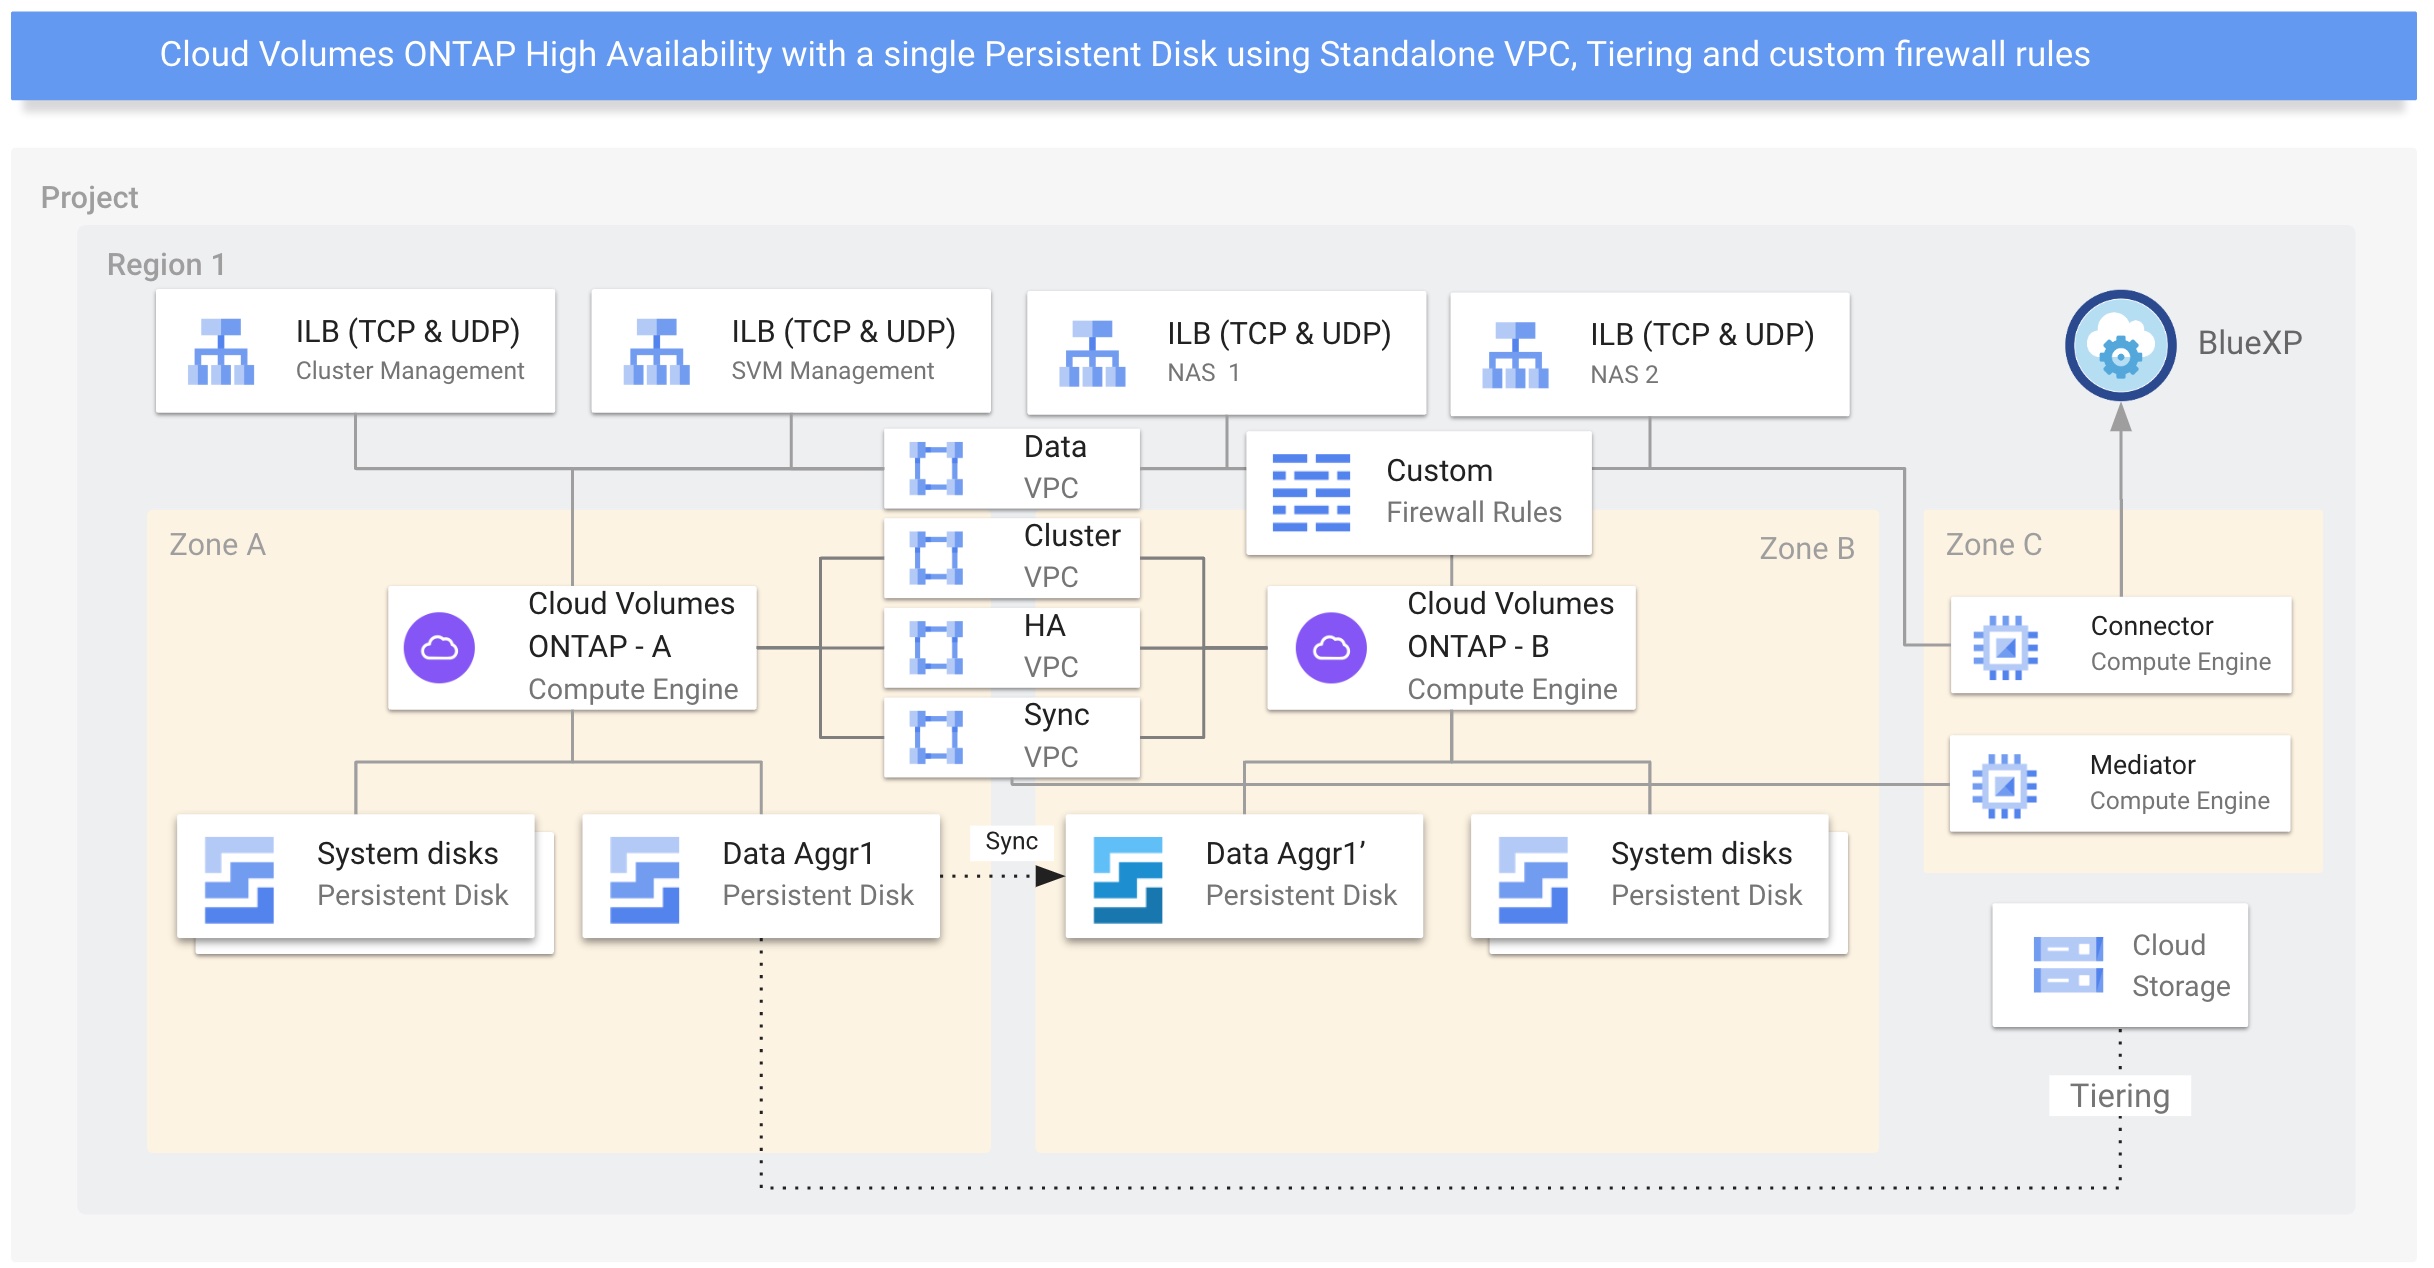 Cloud Volumes ONTAP High Availability with a single Persistent Disk using Standalone VPC, Tiering and custom firewall rules
Project
Region 1
ILB (TCP & UDP)
Cluster Management
ILB (TCP & UDP)
SVM Management
ILB (TCP & UDP)
NAS 1
ILB (TCP & UDP)
NAS 2
BlueXP
Data
VPC
Custom
Firewall Rules
Zone A
Cluster
VPC
Zone B
Zone C
Cloud Volumes
ONTAP - A
Compute Engine
HA
VPC
Cloud Volumes
ONTAP - B
Compute Engine
Connector
Compute Engine
Sync
VPC
Mediator
Compute Engine
System disks
Persistent Disk
Data Aggr1
Persistent Disk
Sync
Data Aggr1’
Persistent Disk
System disks
Persistent Disk
Cloud
Storage
Tiering